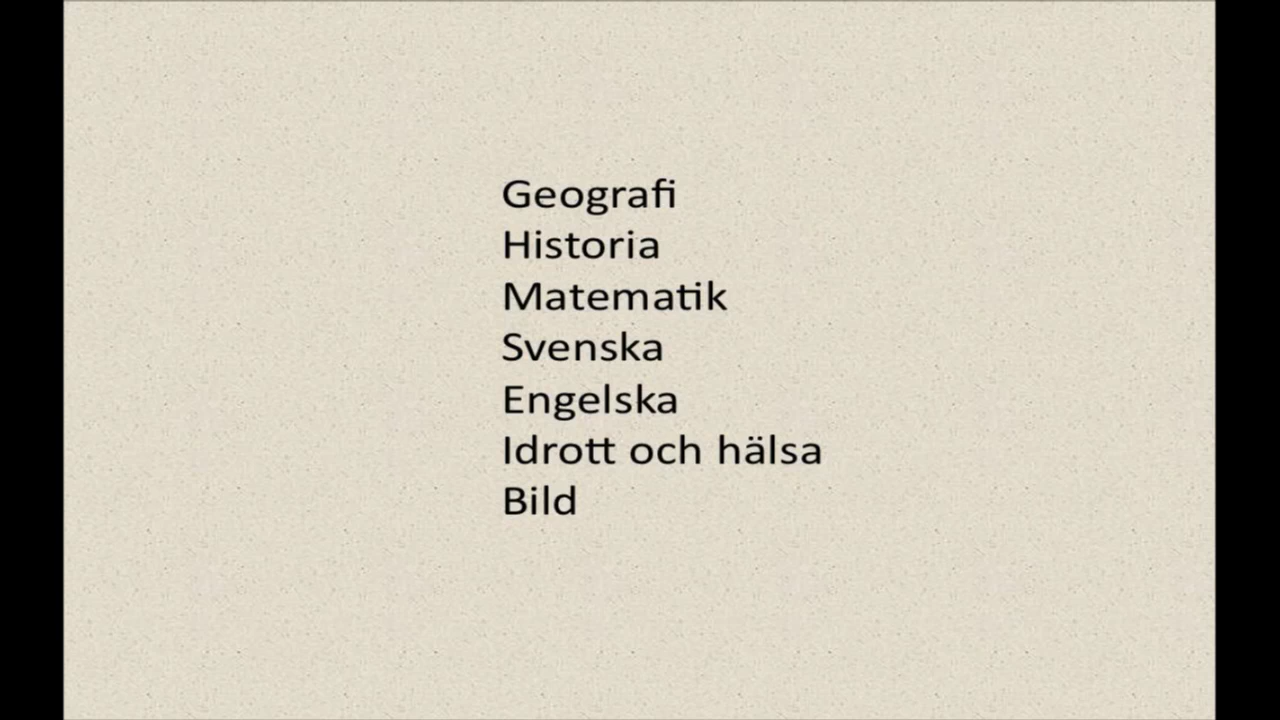 Geografi
Historia
Matematik
Svenska
Engelska
Idrott och hälsa
Bild